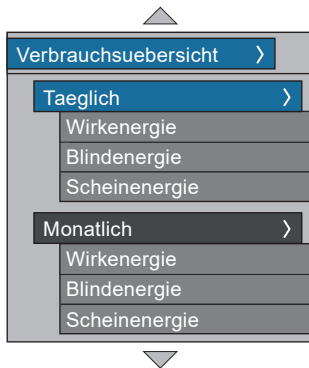 Verbrauchsuebersicht
Taeglich
Wirkenergie
Blindenergie
Scheinenergie
Monatlich
Wirkenergie
Blindenergie
Scheinenergie